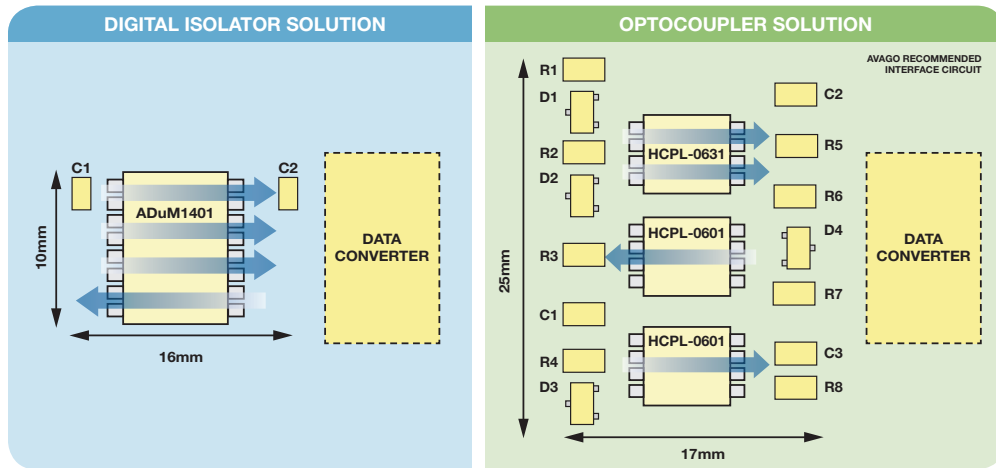 DIGITAL ISOLATOR SOLUTION
C1
C2
ADuM1401
10mm
16mm
DATA
CONVERTER
OPTOCOUPLER SOLUTION
AVAGO RECOMMENDED
INTERFACE CIRCUIT
R1
D1
R2
D2
R3
C1
R4
D3
25mm
HCPL-0631
HCPL-0601
HCPL-0601
C2
R5
R6
D4
R7
C3
R8
17mm
DATA
CONVERTER